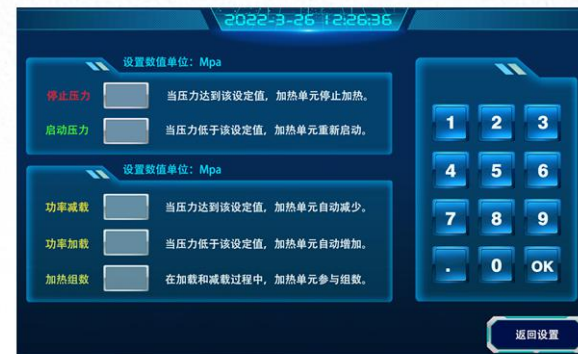 2022-3-26 12:26:36
设置数值单位：Mpa
停止压力 当压力达到该设定值，加热单元停止加热。
启动压力 当压力低于该设定值，加热单元重新启动。
设置数值单位：Mpa
功率减载 当压力达到该设定值，加热单元自动减少。
功率加载 当压力低于该设定值，加热单元自动增加。
加热组数 在加载和减载过程中，加热单元参与组数。
1 2 3
4 5 6
7 8 9
. 0 OK
返回设置